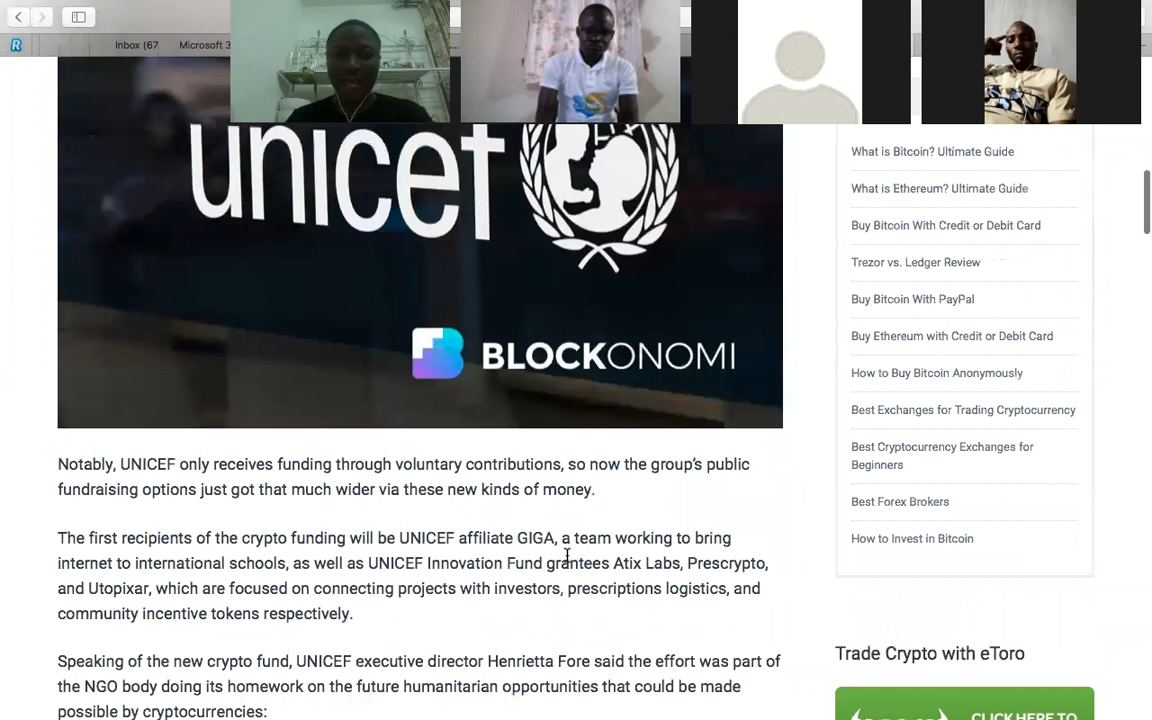 Inbox (67
Microsoft 3
unicef
BLOCKONOMI
Notably, UNICEF only receives funding through voluntary contributions, so now the group's public
fundraising options just got that much wider via these new kinds of money.
The first recipients of the crypto funding will be UNICEF affiliate GIGA, a team working to bring
internet to international schools, as well as UNICEF Innovation Fund grantees Atix Labs, Prescrypto,
and Utopixar, which are focused on connecting projects with investors, prescriptions logistics, and
community incentive tokens respectively.
Speaking of the new crypto fund, UNICEF executive director Henrietta Fore said the effort was part of
the NGO body doing its homework on the future humanitarian opportunities that could be made
possible by cryptocurrencies:
What is Bitcoin? Ultimate Guide
What is Ethereum? Ultimate Guide
Buy Bitcoin With Credit or Debit Card
Trezor vs. Ledger Review
Buy Bitcoin With PayPal
Buy Ethereum with Credit or Debit Card
How to Buy Bitcoin Anonymously
Best Exchanges for Trading Cryptocurrency
Best Cryptocurrency Exchanges for
Beginners
Best Forex Brokers
How to Invest in Bitcoin
Trade Crypto with eToro
CLICK HERE TO